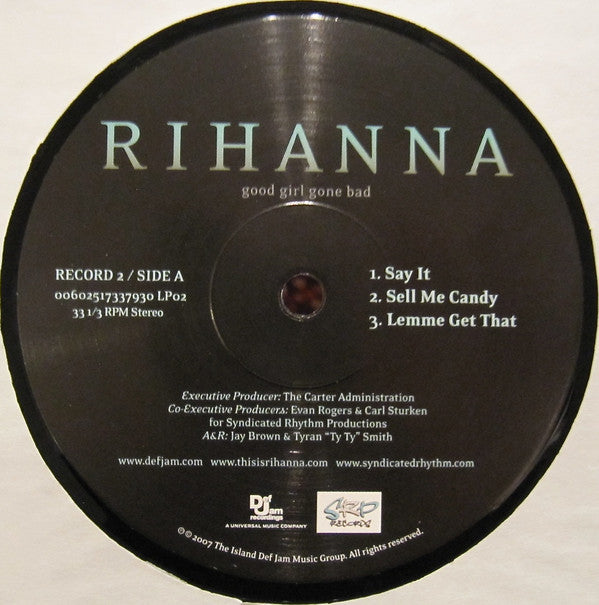 RIHANNA
good girl gone bad
RECORD 2 / SIDE A
00602517337930 LP02
33 1/3 RPM Stereo
1. Say It
2. Sell Me Candy
3. Lemme Get That
Executive Producer: The Carter Administration
Co-Executive Producers: Evan Rogers & Carl Sturken
for Syndicated Rhythm Productions
A&R: Jay Brown & Tyran "Ty Ty" Smith
www.defjam.com www.thisisrihanna.com www.syndicatedrhythm.com
Def Jam
recordings
A UNIVERSAL MUSIC COMPANY
SRP
RECORDS
℗ © 2007 The Island Def Jam Music Group. All rights reserved.